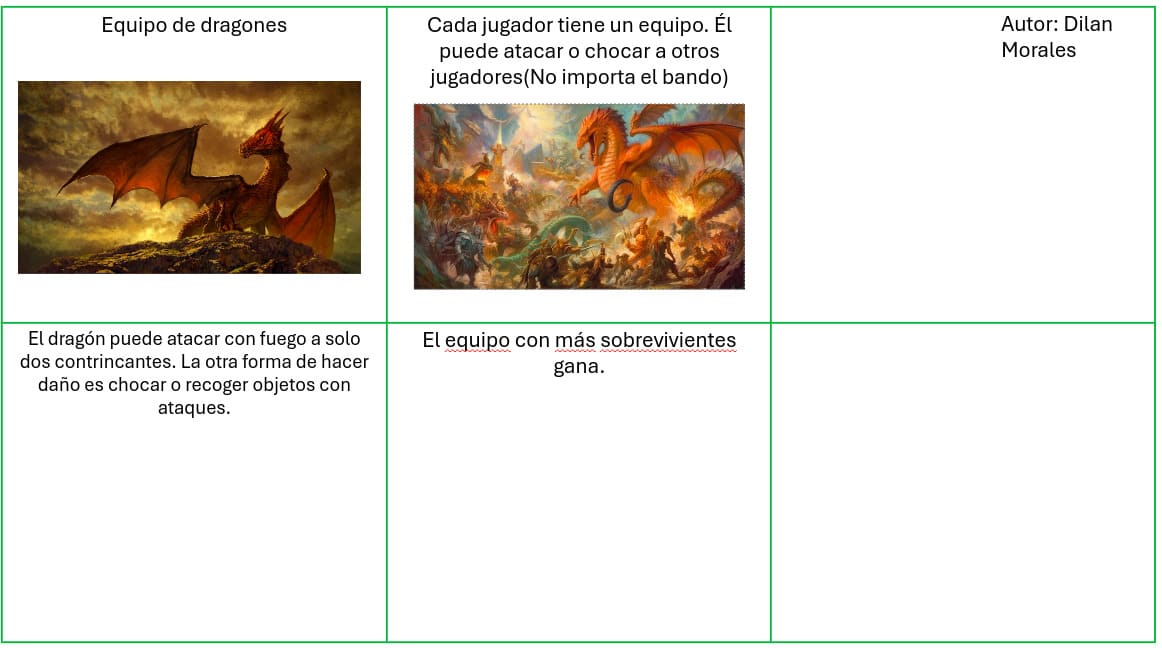 Equipo de dragones
Cada jugador tiene un equipo. Él
puede atacar o chocar a otros
jugadores(No importa el bando)
Autor: Dilan
Morales
El dragón puede atacar con fuego a solo
dos contrincantes. La otra forma de hacer
daño es chocar o recoger objetos con
ataques.
El equipo con más sobrevivientes
gana.